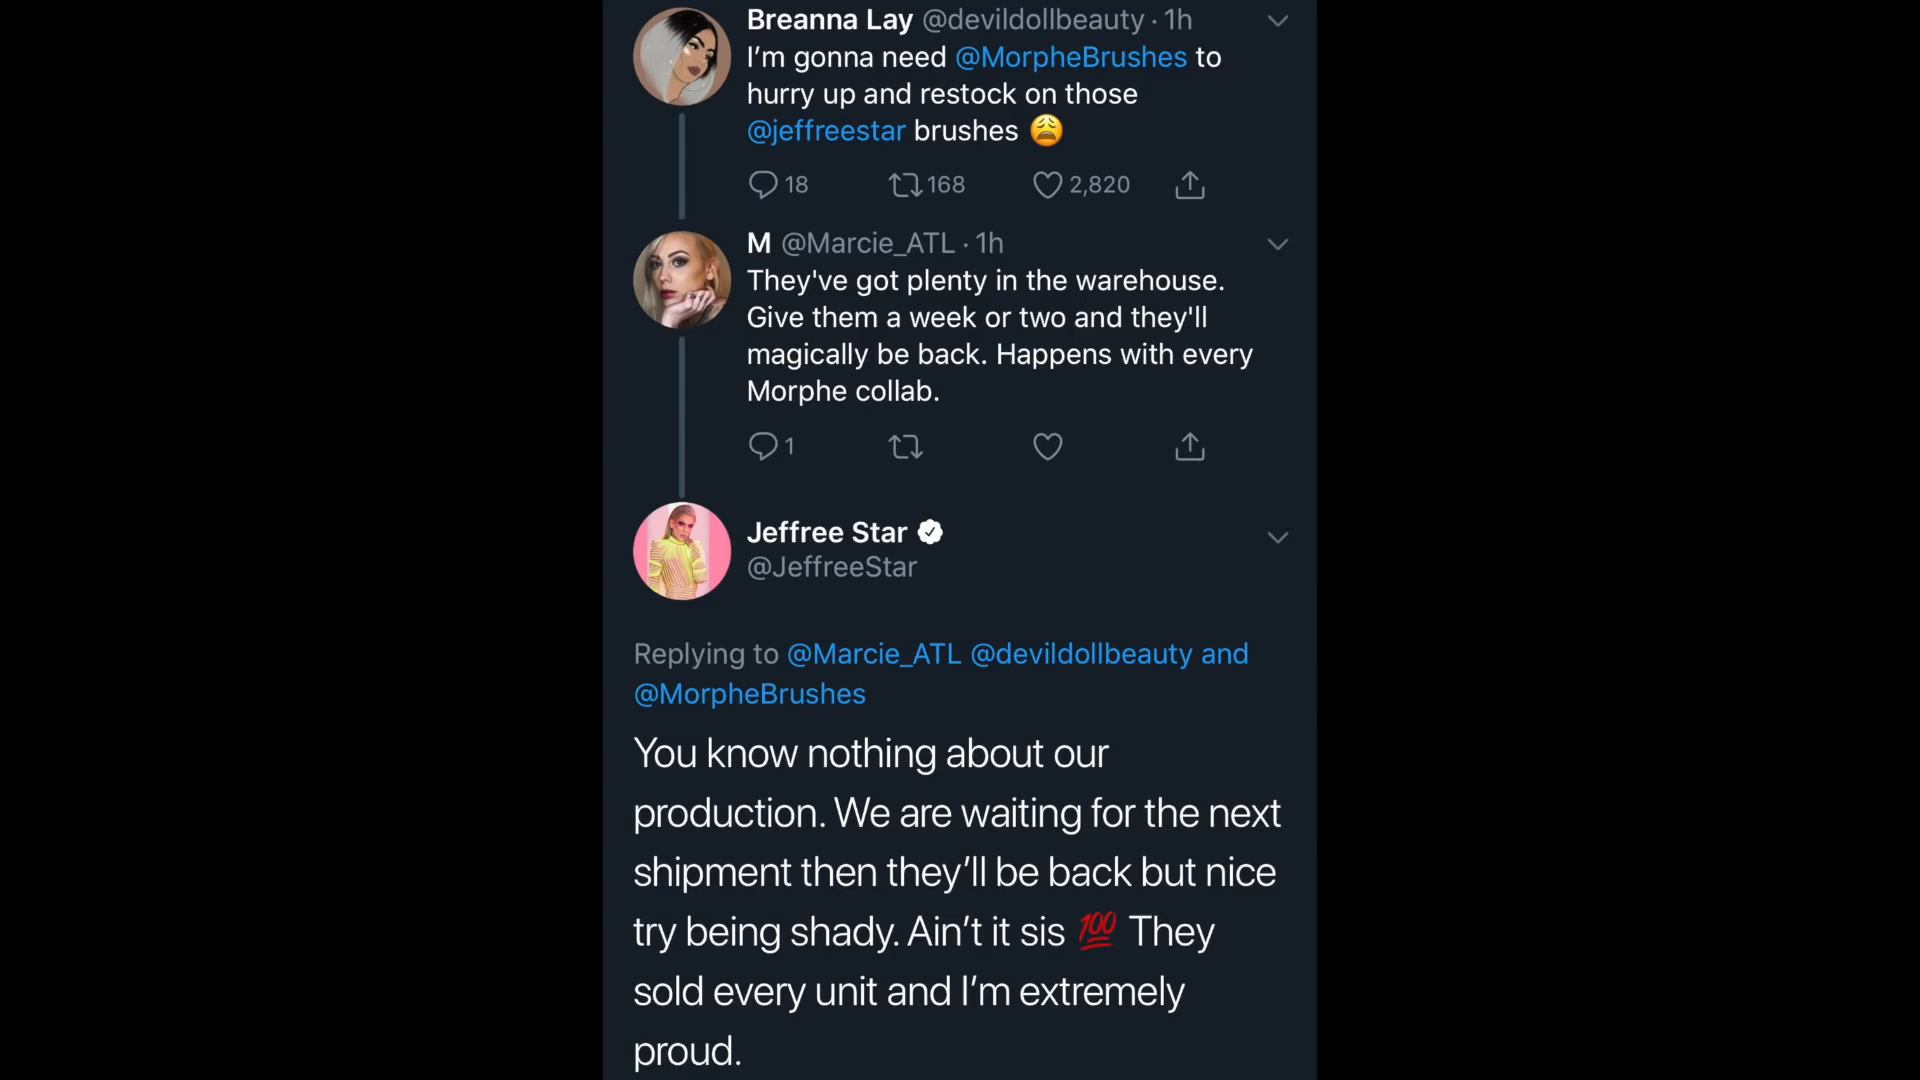 Breanna Lay @devildollbeauty · 1h
I’m gonna need @MorpheBrushes to
hurry up and restock on those
@jeffreestar brushes 😩
18 168 2,820
M @Marcie_ATL · 1h
They've got plenty in the warehouse.
Give them a week or two and they'll
magically be back. Happens with every
Morphe collab.
1
Jeffree Star
@JeffreeStar
Replying to @Marcie_ATL @devildollbeauty and
@MorpheBrushes
You know nothing about our
production. We are waiting for the next
shipment then they’ll be back but nice
try being shady. Ain’t it sis 💯 They
sold every unit and I’m extremely
proud.